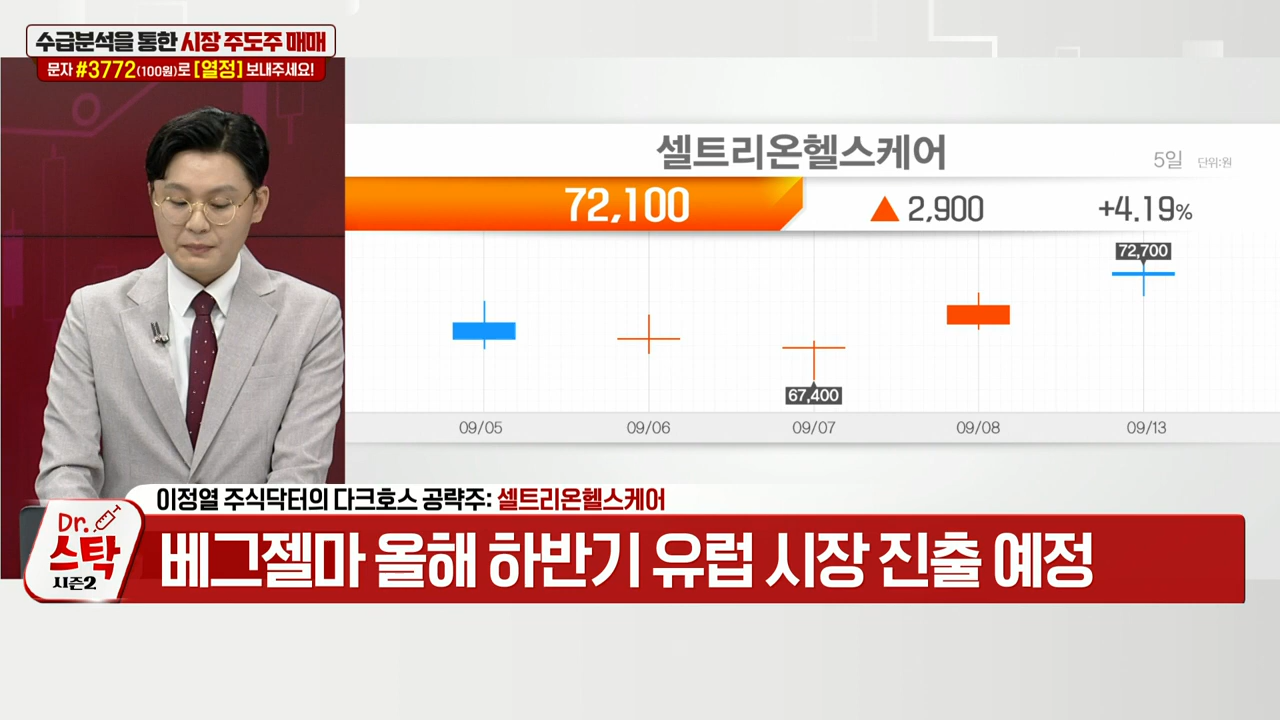 수급분석을 통한 시장 주도주 매매
문자 #3772(100원)로 [열정] 보내주세요!
셀트리온헬스케어
5일 단위:원
72,100 ▲ 2,900 +4.19%
72,700
67,400
09/05 09/06 09/07 09/08 09/13
이정열 주식닥터의 다크호스 공략주: 셀트리온헬스케어
Dr.
스탁
시즌2
베그젤마 올해 하반기 유럽 시장 진출 예정